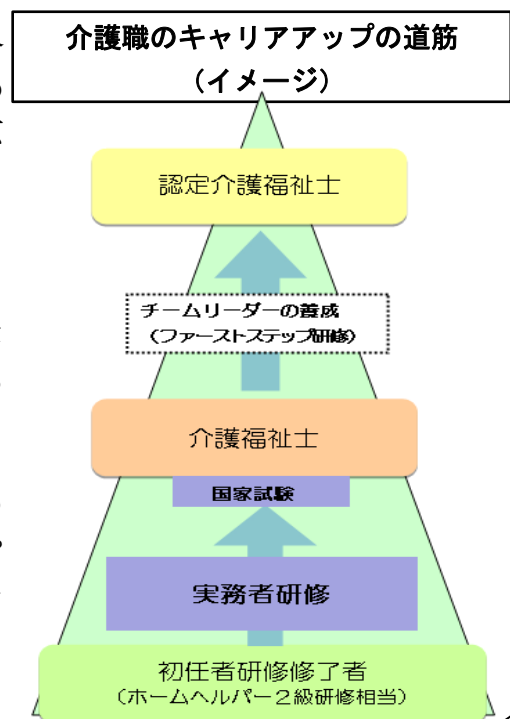 介護職のキャリアアップの道筋
（イメージ）
認定介護福祉士
チームリーダーの養成
（ファーストステップ研修）
介護福祉士
国家試験
実務者研修
初任者研修修了者
（ホームヘルパー２級研修相当）